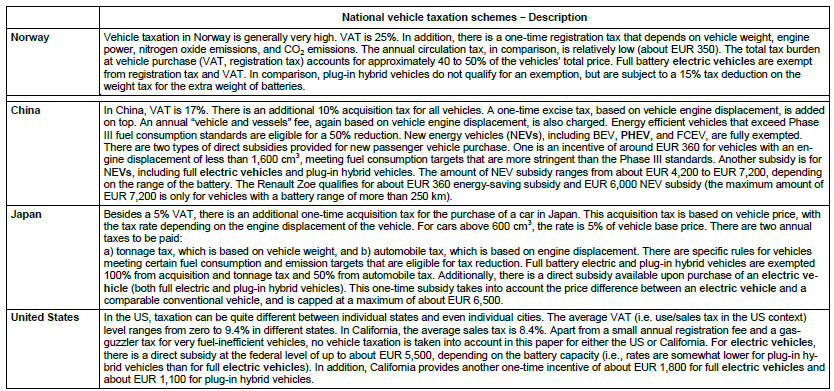 National vehicle taxation schemes – Description
Norway
Vehicle taxation in Norway is generally very high. VAT is 25%. In addition, there is a one-time registration tax that depends on vehicle weight, engine
power, nitrogen oxide emissions, and CO₂ emissions. The annual circulation tax, in comparison, is relatively low (about EUR 350). The total tax burden
at vehicle purchase (VAT, registration tax) accounts for approximately 40 to 50% of the vehicles' total price. Full battery electric vehicles are exempt
from registration tax and VAT. In comparison, plug-in hybrid vehicles do not qualify for an exemption, but are subject to a 15% tax deduction on the
weight tax for the extra weight of batteries.
China
In China, VAT is 17%. There is an additional 10% acquisition tax for all vehicles. A one-time excise tax, based on vehicle engine displacement, is added
on top. An annual "vehicle and vessels" fee, again based on vehicle engine displacement, is also charged. Energy efficient vehicles that exceed Phase
III fuel consumption standards are eligible for a 50% reduction. New energy vehicles (NEVs), including BEV, PHEV, and FCEV, are fully exempted.
There are two types of direct subsidies provided for new passenger vehicle purchase. One is an incentive of around EUR 360 for vehicles with an en-
gine displacement of less than 1,600 cm³, meeting fuel consumption targets that are more stringent than the Phase III standards. Another subsidy is for
NEVs, including full electric vehicles and plug-in hybrid vehicles. The amount of NEV subsidy ranges from about EUR 4,200 to EUR 7,200, depending
on the range of the battery. The Renault Zoe qualifies for about EUR 360 energy-saving subsidy and EUR 6,000 NEV subsidy (the maximum amount of
EUR 7,200 is only for vehicles with a battery range of more than 250 km).
Japan
Besides a 5% VAT, there is an additional one-time acquisition tax for the purchase of a car in Japan. This acquisition tax is based on vehicle price, with
the tax rate depending on the engine displacement of the vehicle. For cars above 600 cm³, the rate is 5% of vehicle base price. There are two annual
taxes to be paid:
a) tonnage tax, which is based on vehicle weight, and b) automobile tax, which is based on engine displacement. There are specific rules for vehicles
meeting certain fuel consumption and emission targets that are eligible for tax reduction. Full battery electric and plug-in hybrid vehicles are exempted
100% from acquisition and tonnage tax and 50% from automobile tax. Additionally, there is a direct subsidy available upon purchase of an electric ve-
hicle (both full electric and plug-in hybrid vehicles). This one-time subsidy takes into account the price difference between an electric vehicle and a
comparable conventional vehicle, and is capped at a maximum of about EUR 6,500.
United States
In the US, taxation can be quite different between individual states and even individual cities. The average VAT (i.e. use/sales tax in the US context)
level ranges from zero to 9.4% in different states. In California, the average sales tax is 8.4%. Apart from a small annual registration fee and a gas-
guzzler tax for very fuel-inefficient vehicles, no vehicle taxation is taken into account in this paper for either the US or California. For electric vehicles,
there is a direct subsidy at the federal level of up to about EUR 5,500, depending on the battery capacity (i.e., rates are somewhat lower for plug-in hy-
brid vehicles than for full electric vehicles). In addition, California provides another one-time incentive of about EUR 1,800 for full electric vehicles and
about EUR 1,100 for plug-in hybrid vehicles.